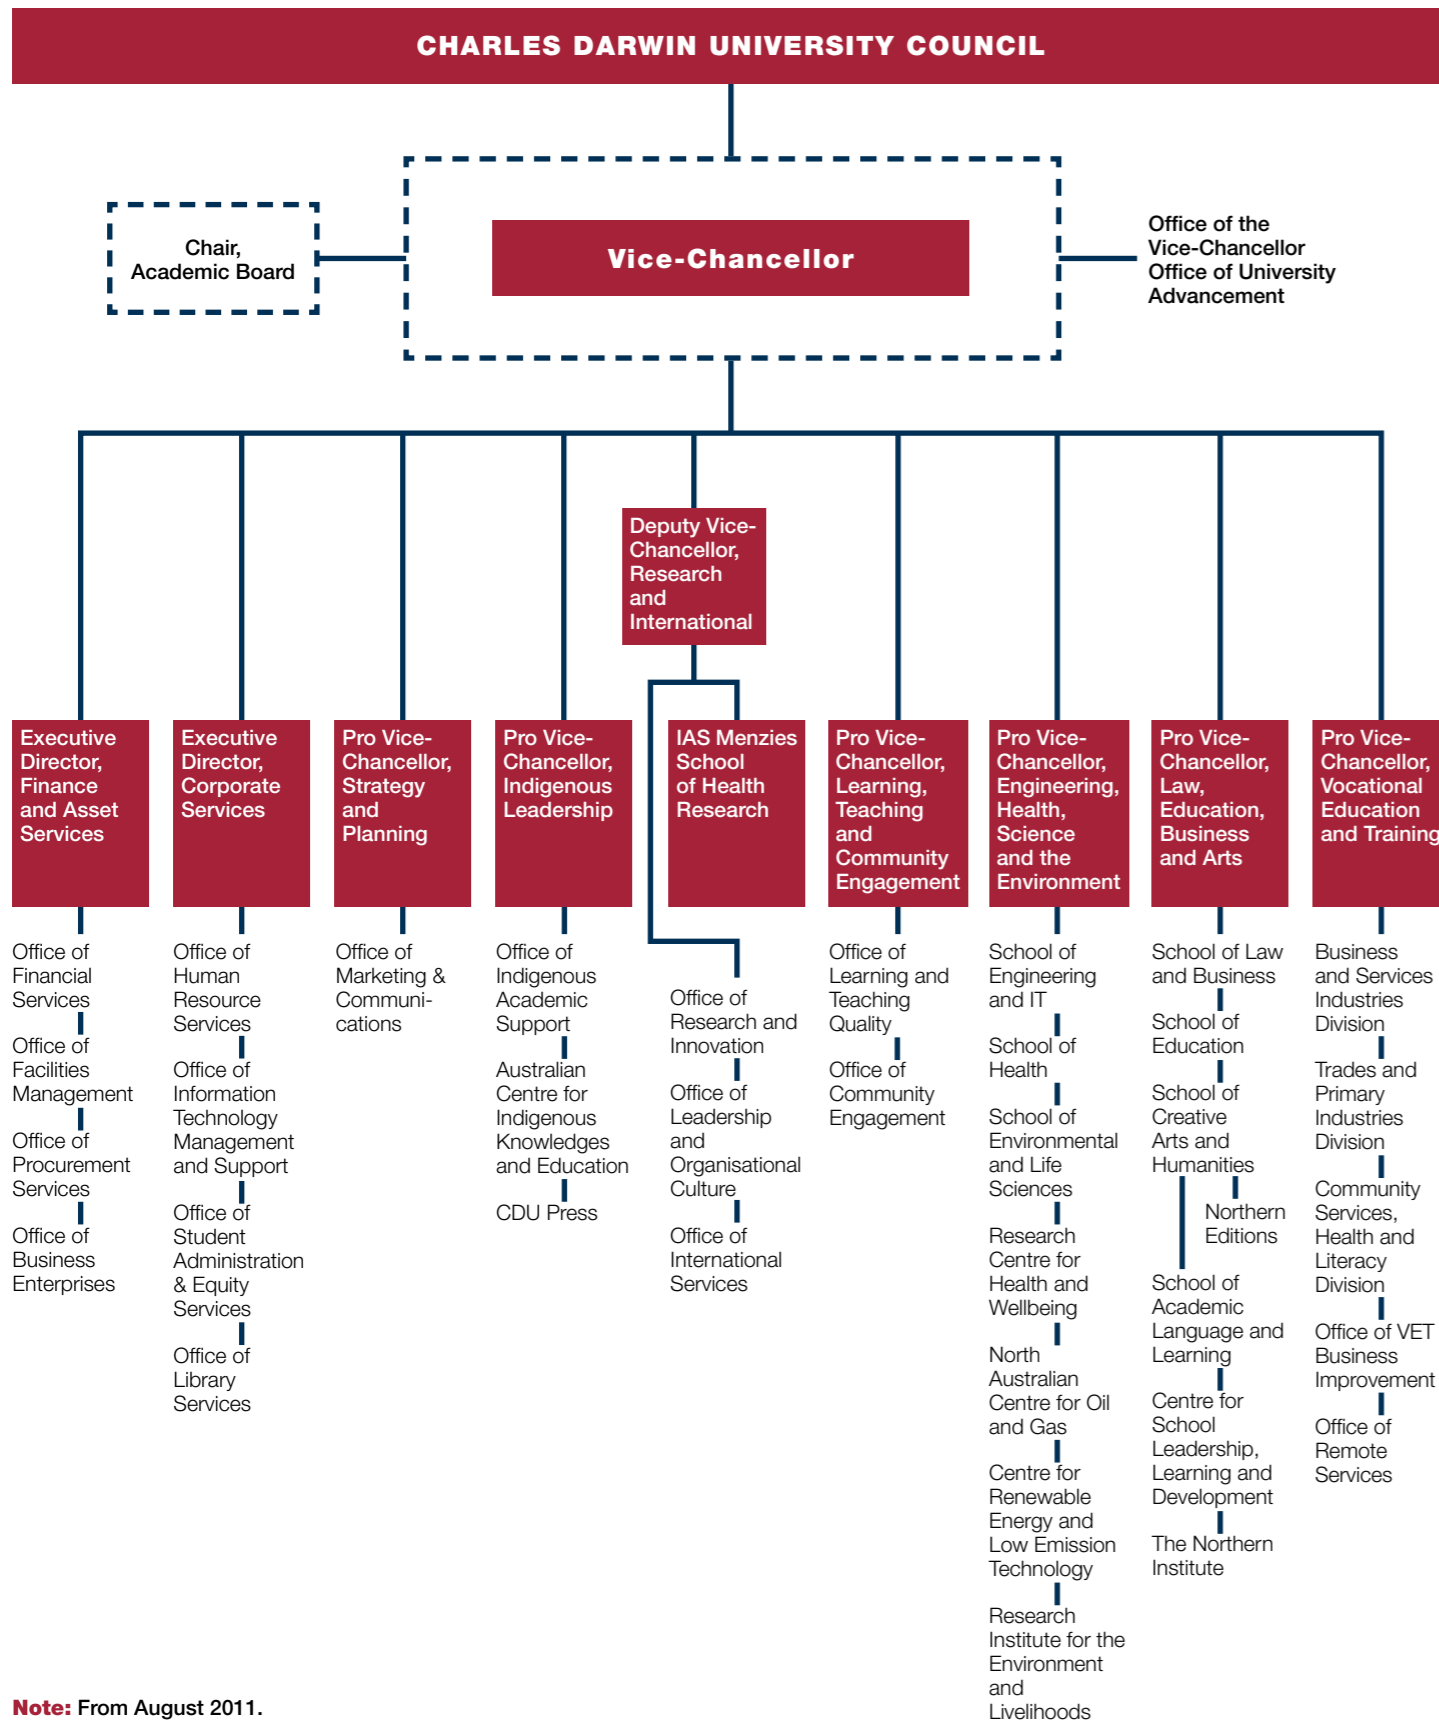 CHARLES DARWIN UNIVERSITY COUNCIL
Chair,
Academic Board
Vice-Chancellor
Office of the
Vice-Chancellor
Office of University
Advancement
Deputy Vice-
Chancellor,
Research
and
International
Executive
Director,
Finance
and Asset
Services
Office of
Financial
Services
Office of
Facilities
Management
Office of
Procurement
Services
Office of
Business
Enterprises
Executive
Director,
Corporate
Services
Office of
Human
Resource
Services
Office of
Information
Technology
Management
and Support
Office of
Student
Administration
& Equity
Services
Office of
Library
Services
Pro Vice-
Chancellor,
Strategy
and
Planning
Office of
Marketing &
Communi-
cations
Pro Vice-
Chancellor,
Indigenous
Leadership
Office of
Indigenous
Academic
Support
Australian
Centre for
Indigenous
Knowledges
and Education
CDU Press
IAS Menzies
School
of Health
Research
Office of
Research and
Innovation
Office of
Leadership
and
Organisational
Culture
Office of
International
Services
Pro Vice-
Chancellor,
Learning,
Teaching
and
Community
Engagement
Office of
Learning and
Teaching
Quality
Office of
Community
Engagement
Pro Vice-
Chancellor,
Engineering,
Health,
Science
and the
Environment
School of
Engineering
and IT
School of
Health
School of
Environmental
and Life
Sciences
Research
Centre for
Health and
Wellbeing
North
Australian
Centre for Oil
and Gas
Centre for
Renewable
Energy and
Low Emission
Technology
Research
Institute for the
Environment
and
Livelihoods
Pro Vice-
Chancellor,
Law,
Education,
Business
and Arts
School of Law
and Business
School of
Education
School of
Creative
Arts and
Humanities
Northern
Editions
School of
Academic
Language and
Learning
Centre for
School
Leadership,
Learning and
Development
The Northern
Institute
Pro Vice-
Chancellor,
Vocational
Education
and Training
Business
and Services
Industries
Division
Trades and
Primary
Industries
Division
Community
Services,
Health and
Literacy
Division
Office of VET
Business
Improvement
Office of
Remote
Services
Note: From August 2011.